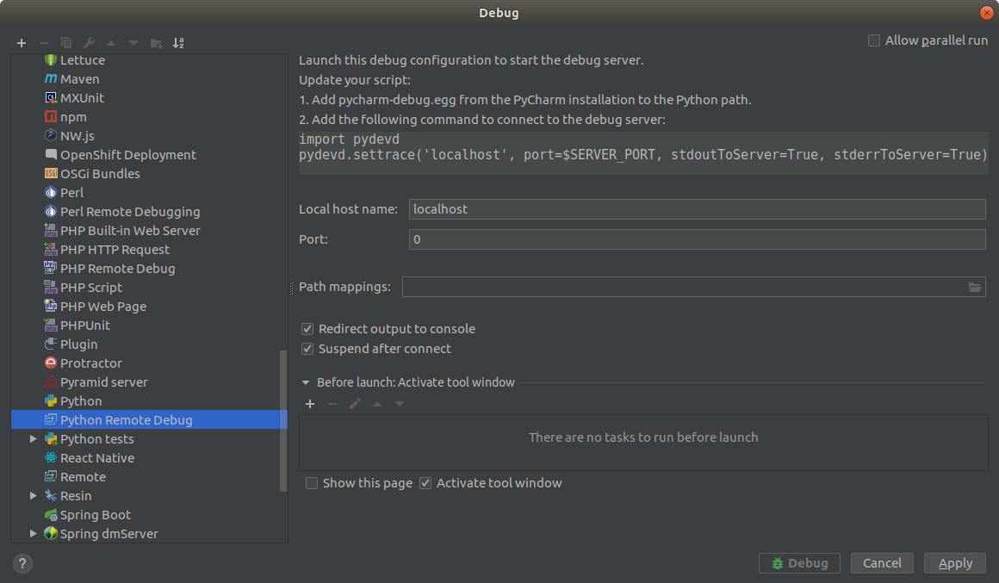 Debug
Allow parallel run
Lettuce
Maven
MXUnit
npm
NW.js
OpenShift Deployment
OSGi Bundles
Perl
Perl Remote Debugging
PHP Built-in Web Server
PHP HTTP Request
PHP Remote Debug
PHP Script
PHP Web Page
PHPUnit
Plugin
Protractor
Pyramid server
Python
Python Remote Debug
Python tests
React Native
Remote
Resin
Spring Boot
Spring dmServer
Launch this debug configuration to start the debug server.
Update your script:
1. Add pycharm-debug.egg from the PyCharm installation to the Python path.
2. Add the following command to connect to the debug server:
import pydevd
pydevd.settrace('localhost', port=$SERVER_PORT, stdoutToServer=True, stderrToServer=True)
Local host name: localhost
Port: 0
Path mappings:
Redirect output to console
Suspend after connect
Before launch: Activate tool window
There are no tasks to run before launch
Show this page Activate tool window
? Debug Cancel Apply